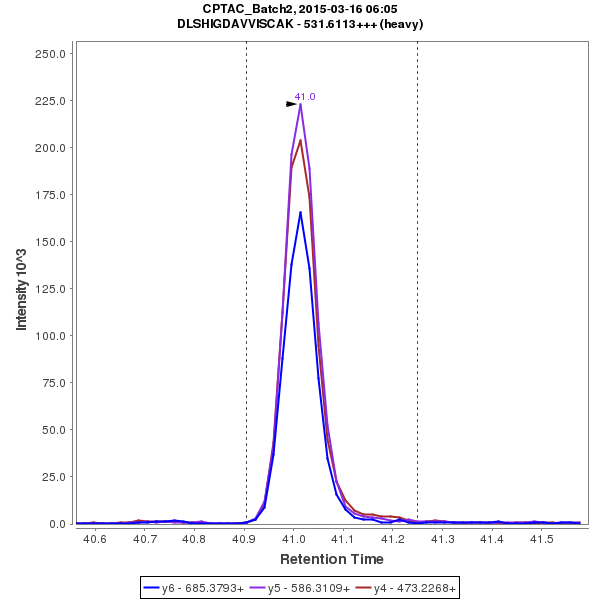 CPTAC_Batch2, 2015-03-16 06:05
DLSHIGDAVVISCAK - 531.6113+++ (heavy)
250.0
225.0
200.0
175.0
150.0
125.0
100.0
75.0
50.0
25.0
0.0
Intensity 10^3
41.0
40.6 40.7 40.8 40.9 41.0 41.1 41.2 41.3 41.4 41.5
Retention Time
y6 - 685.3793+ y5 - 586.3109+ y4 - 473.2268+